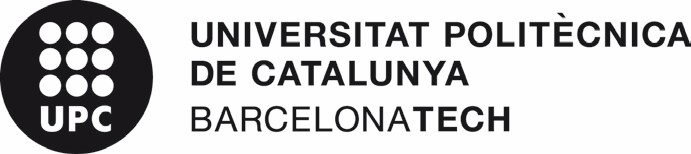 UPC
UNIVERSITAT POLITÈCNICA
DE CATALUNYA
BARCELONATECH